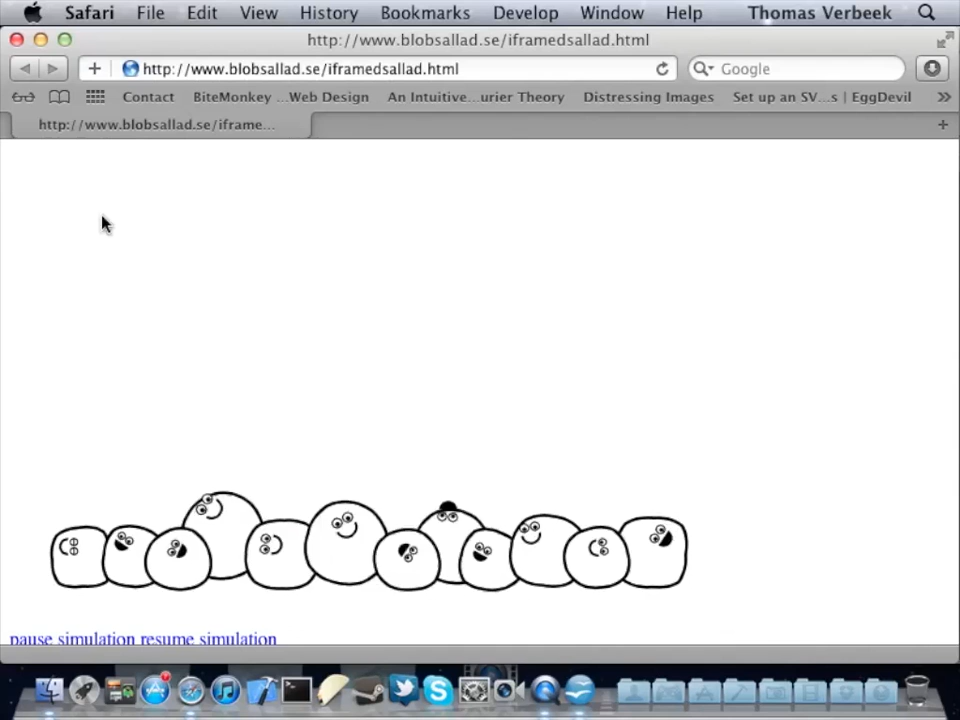 Safari File Edit View History Bookmarks Develop Window Help Thomas Verbeek
http://www.blobsallad.se/iframedsallad.html
http://www.blobsallad.se/iframedsallad.html Google
Contact BiteMonkey ...Web Design An Intuitive...urier Theory Distressing Images Set up an SV...s | EggDevil
http://www.blobsallad.se/iframe...
pause simulation resume simulation